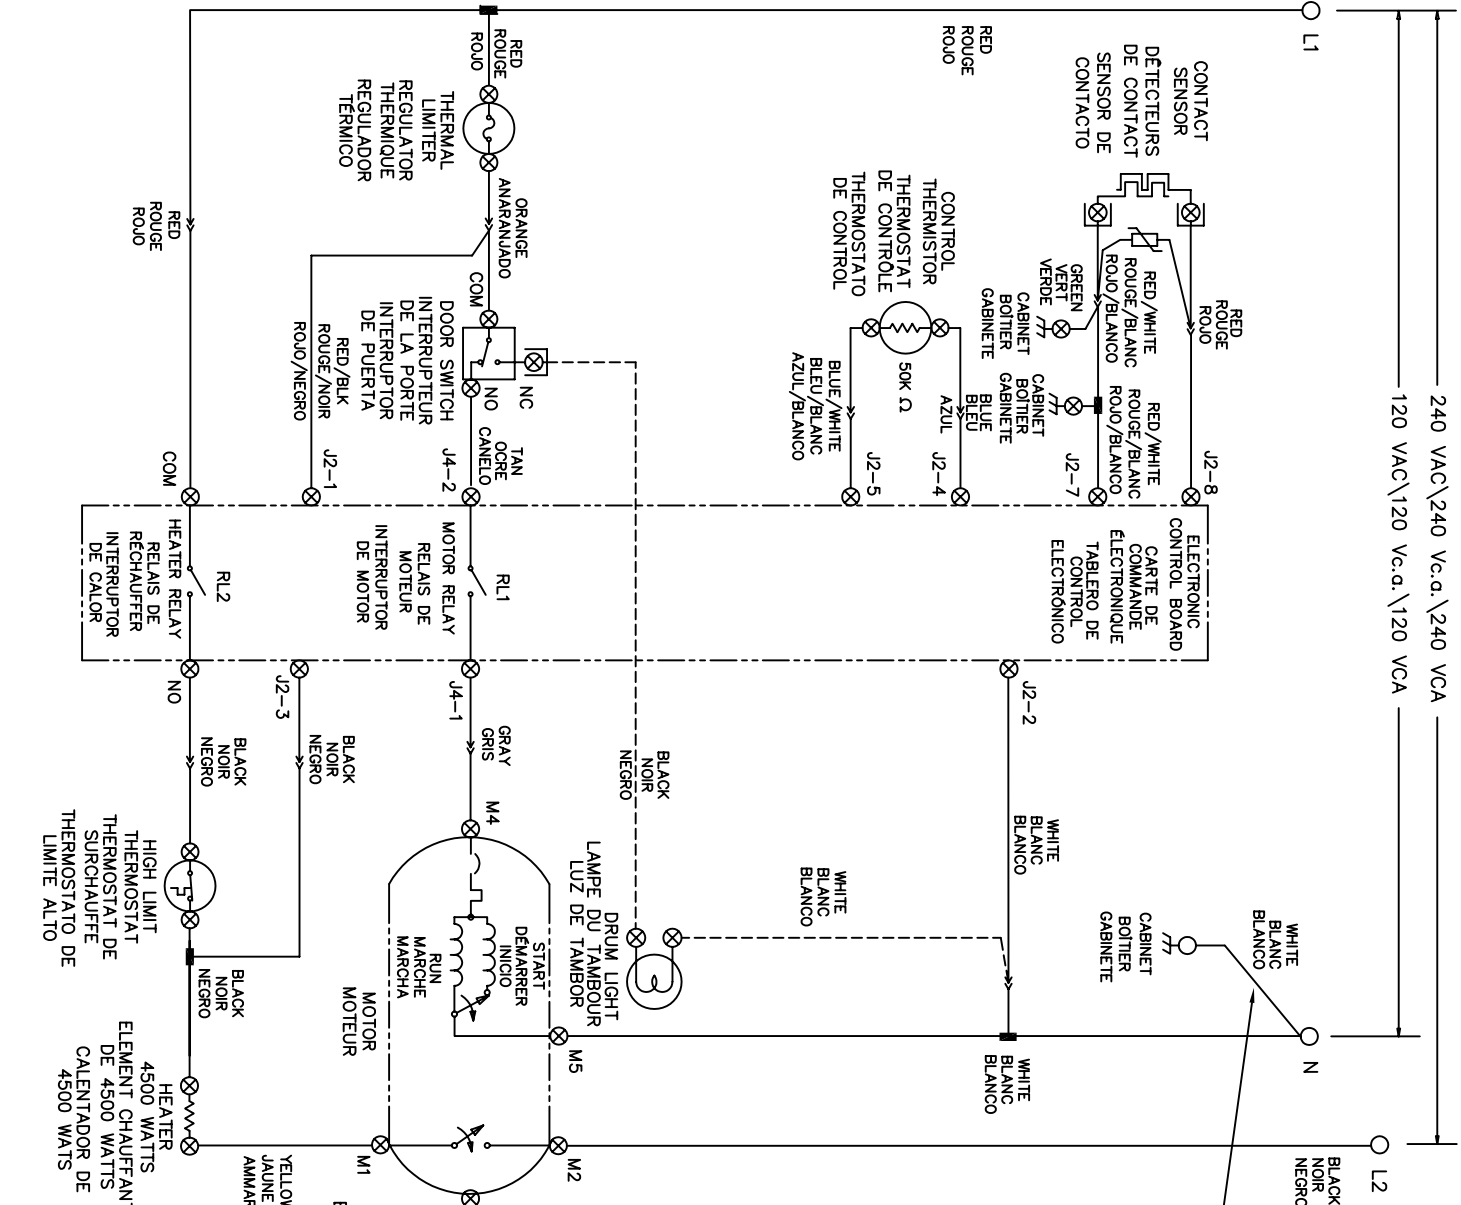 L1
RED
ROUGE
ROJO
RED
ROUGE
ROJO
THERMAL
LIMITER
REGULATOR
THERMIQUE
REGULADOR
TÉRMICO
ORANGE
ANARANJADO
RED
ROUGE
ROJO
COM
DOOR SWITCH
INTERRUPTEUR
DE LA PORTE
INTERRUPTOR
DE PUERTA
NC
NO
RED/BLK
ROUGE/NOIR
ROJO/NEGRO
TAN
OCRE
CANELO
COM
J2-1
J4-2
CONTACT
SENSOR
DÉTECTEURS
DE CONTACT
SENSOR DE
CONTACTO
RED
ROUGE
ROJO
RED/WHITE
ROUGE/BLANC
ROJO/BLANCO
GREEN
VERT
VERDE
CABINET
BOÎTIER
GABINETE
CABINET
BOÎTIER
GABINETE
RED/WHITE
ROUGE/BLANC
ROJO/BLANCO
CONTROL
THERMISTOR
THERMOSTAT
DE CONTRÔLE
THERMOSTATO
DE CONTROL
50K Ω
BLUE
BLEU
AZUL
BLUE/WHITE
BLEU/BLANC
AZUL/BLANCO
J2-5
J2-4
J2-7
J2-8
240 VAC\240 Vc.a.\240 VCA
120 VAC\120 Vc.a.\120 VCA
ELECTRONIC
CONTROL BOARD
CARTE DE
COMMANDE
ÉLECTRONIQUE
TABLERO DE
CONTROL
ELECTRÓNICO
RL1
MOTOR RELAY
RELAIS DE
MOTEUR
INTERRUPTOR
DE MOTOR
RL2
HEATER RELAY
RELAIS DE
RÉCHAUFFER
INTERRUPTOR
DE CALOR
NO
J2-3
J4-1
J2-2
BLACK
NOIR
NEGRO
BLACK
NOIR
NEGRO
GRAY
GRIS
BLACK
NOIR
NEGRO
WHITE
BLANC
BLANCO
M4
HIGH LIMIT
THERMOSTAT
THERMOSTAT DE
SURCHAUFFE
THERMOSTATO DE
LIMITE ALTO
START
DÉMARRER
INICIO
RUN
MARCHE
MARCHA
DRUM LIGHT
LAMPE DU TAMBOUR
LUZ DE TAMBOR
WHITE
BLANC
BLANCO
CABINET
BOÎTIER
GABINETE
WHITE
BLANC
BLANCO
BLACK
NOIR
NEGRO
MOTOR
MOTEUR
M5
WHITE
BLANC
BLANCO
N
HEATER
4500 WATTS
ELEMENT CHAUFFANT
DE 4500 WATTS
CALENTADOR DE
4500 WATS
M1
M2
L2
YELLOW
JAUNE
BLACK
NOIR
NEGRO